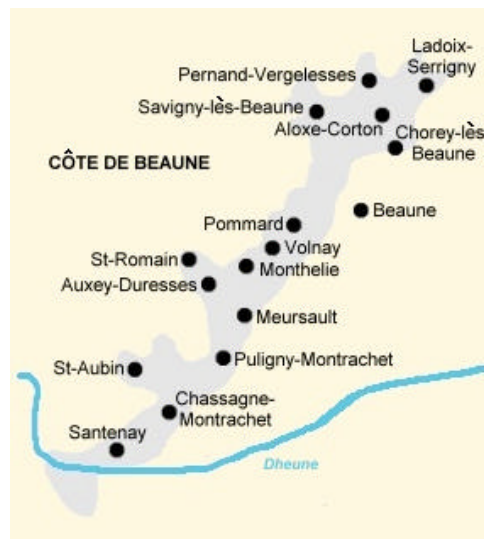 Ladoix-
Serrigny
Pernand-Vergelesses
Savigny-lès-Beaune
Aloxe-Corton
Chorey-lès
Beaune
CÔTE DE BEAUNE
Beaune
Pommard
Volnay
St-Romain
Monthelie
Auxey-Duresses
Meursault
Puligny-Montrachet
St-Aubin
Chassagne-
Montrachet
Santenay
Dheune